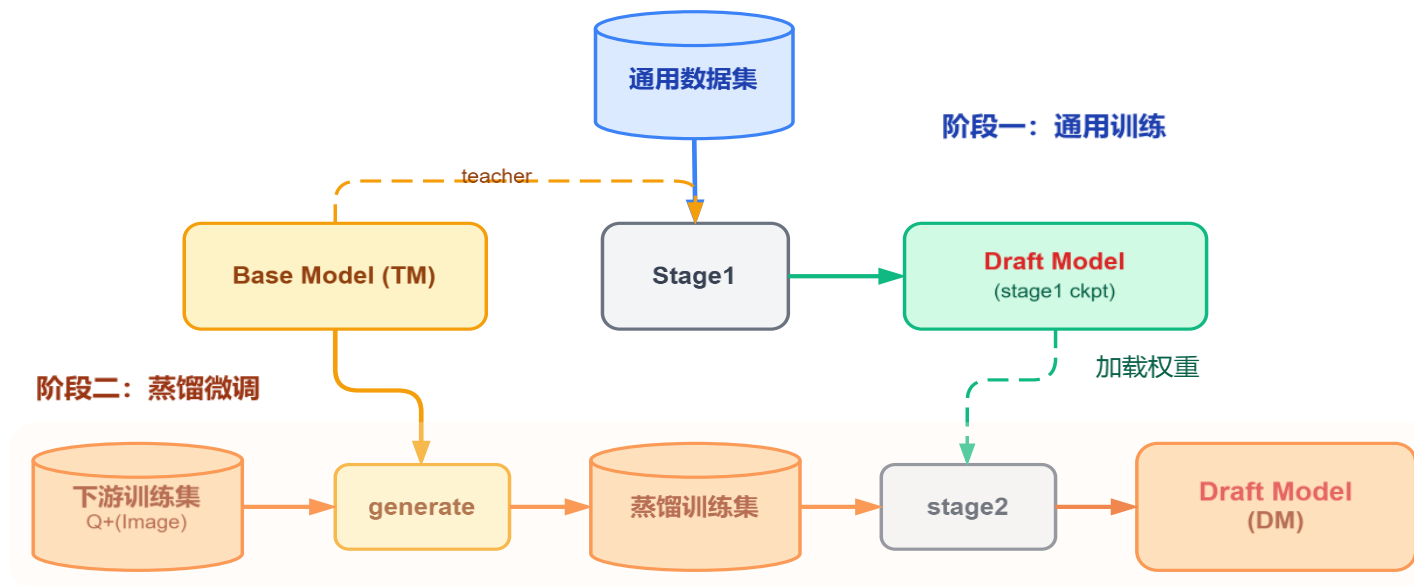 通用数据集
阶段一：通用训练
teacher
Base Model (TM)
Stage1
Draft Model
(stage1 ckpt)
加载权重
阶段二：蒸馏微调
下游训练集
Q+(Image)
generate
蒸馏训练集
stage2
Draft Model
(DM)